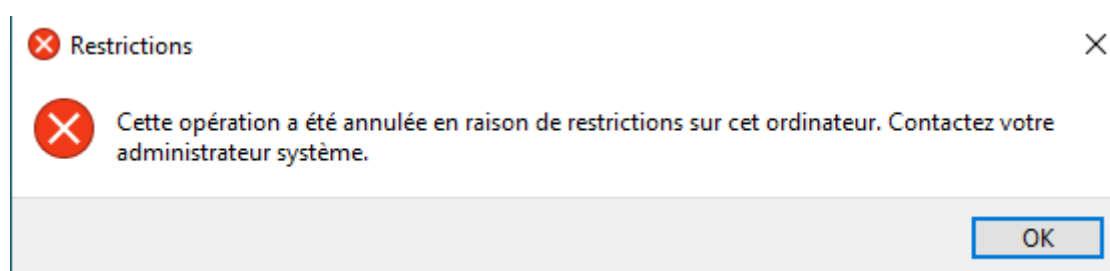 Restrictions
Cette opération a été annulée en raison de restrictions sur cet ordinateur. Contactez votre
administrateur système.
OK